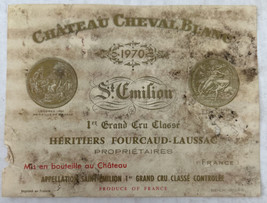 CHÂTEAU CHEVAL BLANC
1970
St Emilion
1er Grand Cru Classé
HÉRITIERS FOURCAUD-LAUSSAC
PROPRIÉTAIRES
Mis en bouteille au Château
FRANCE
APPELLATION SAINT-ÉMILION 1er GRAND CRU CLASSÉ CONTROLÉE
PRODUCE OF FRANCE